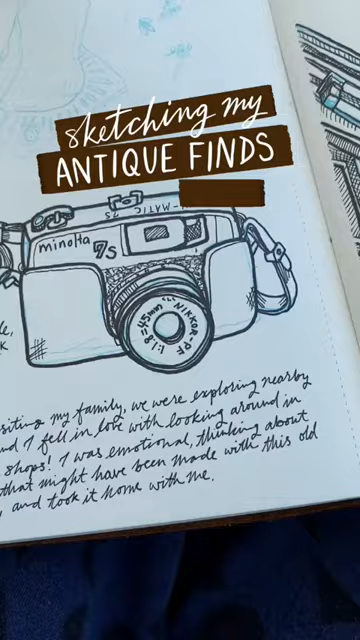 sketching my
ANTIQUE FINDS
-MATIC 7s
minolta 7s
1:1.8=45mm NIKKOR-PF
siting my family, we were exploring nearby
nd I fell in love with looking around in
shops! I was emotional, thinking about
that might have been made with this old
, and took it home with me.